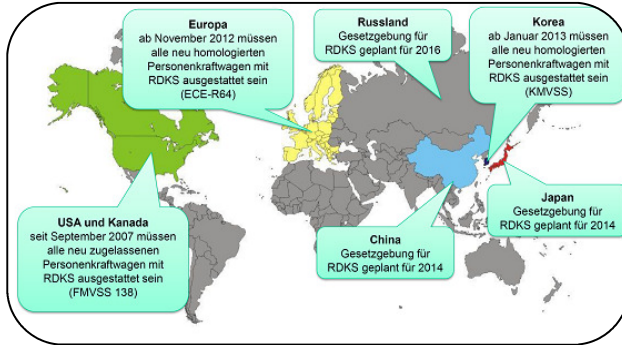 Europa
ab November 2012 müssen
alle neu homologierten
Personenkraftwagen mit
RDKS ausgestattet sein
(ECE-R64)
Russland
Gesetzgebung für
RDKS geplant für 2016
Korea
ab Januar 2013 müssen
alle neu homologierten
Personenkraftwagen mit
RDKS ausgestattet sein
(KMVSS)
USA und Kanada
seit September 2007 müssen
alle neu zugelassenen
Personenkraftwagen mit
RDKS ausgestattet sein
(FMVSS 138)
China
Gesetzgebung für
RDKS geplant für 2014
Japan
Gesetzgebung für
RDKS geplant für 2014